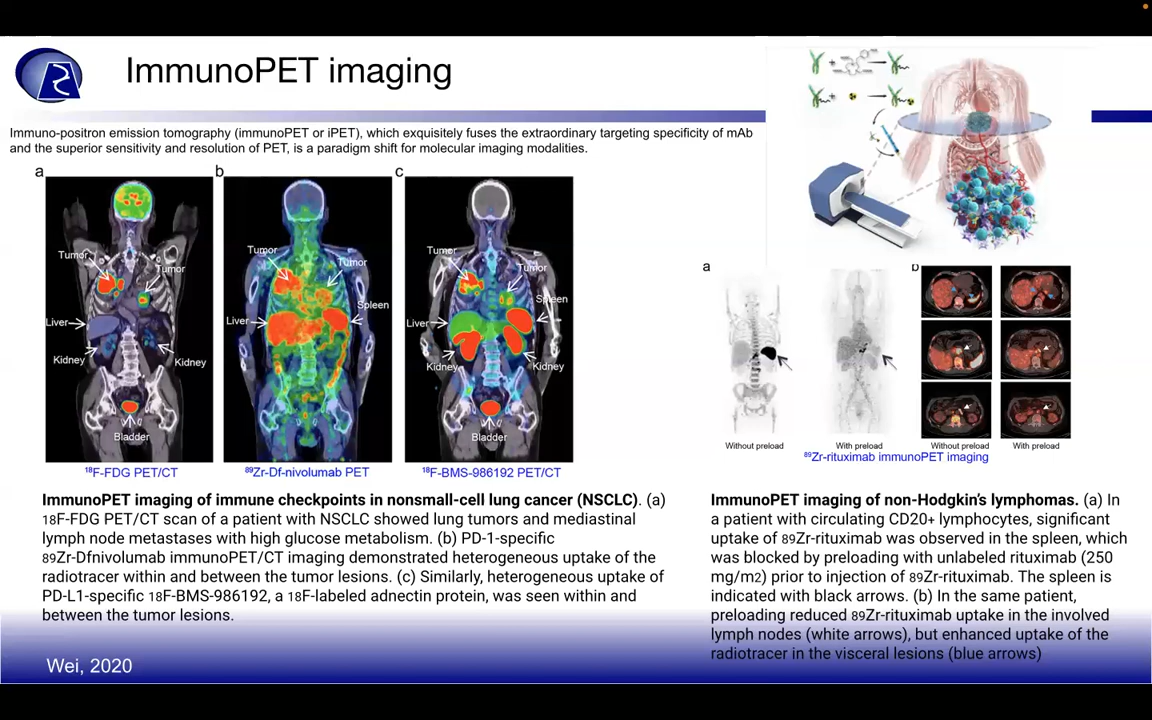 ImmunoPET imaging
Immuno-positron emission tomography (immunoPET or iPET), which exquisitely fuses the extraordinary targeting specificity of mAb
and the superior sensitivity and resolution of PET, is a paradigm shift for molecular imaging modalities.
a
Tumor
Tumor
Liver
Kidney
Kidney
Bladder
18F-FDG PET/CT
b
Tumor
Tumor
Spleen
Liver
89Zr-Df-nivolumab PET
c
Tumor
Tumor
Spleen
Liver
Kidney
Kidney
Bladder
18F-BMS-986192 PET/CT
ImmunoPET imaging of immune checkpoints in nonsmall-cell lung cancer (NSCLC). (a)
18F-FDG PET/CT scan of a patient with NSCLC showed lung tumors and mediastinal
lymph node metastases with high glucose metabolism. (b) PD-1-specific
89Zr-Dfnivolumab immunoPET/CT imaging demonstrated heterogeneous uptake of the
radiotracer within and between the tumor lesions. (c) Similarly, heterogeneous uptake of
PD-L1-specific 18F-BMS-986192, a 18F-labeled adnectin protein, was seen within and
between the tumor lesions.
a
Without preload
With preload
b
Without preload
With preload
89Zr-rituximab immunoPET imaging
ImmunoPET imaging of non-Hodgkin's lymphomas. (a) In
a patient with circulating CD20+ lymphocytes, significant
uptake of 89Zr-rituximab was observed in the spleen, which
was blocked by preloading with unlabeled rituximab (250
mg/m2) prior to injection of 89Zr-rituximab. The spleen is
indicated with black arrows. (b) In the same patient,
preloading reduced 89Zr-rituximab uptake in the involved
lymph nodes (white arrows), but enhanced uptake of the
radiotracer in the visceral lesions (blue arrows)
Wei, 2020